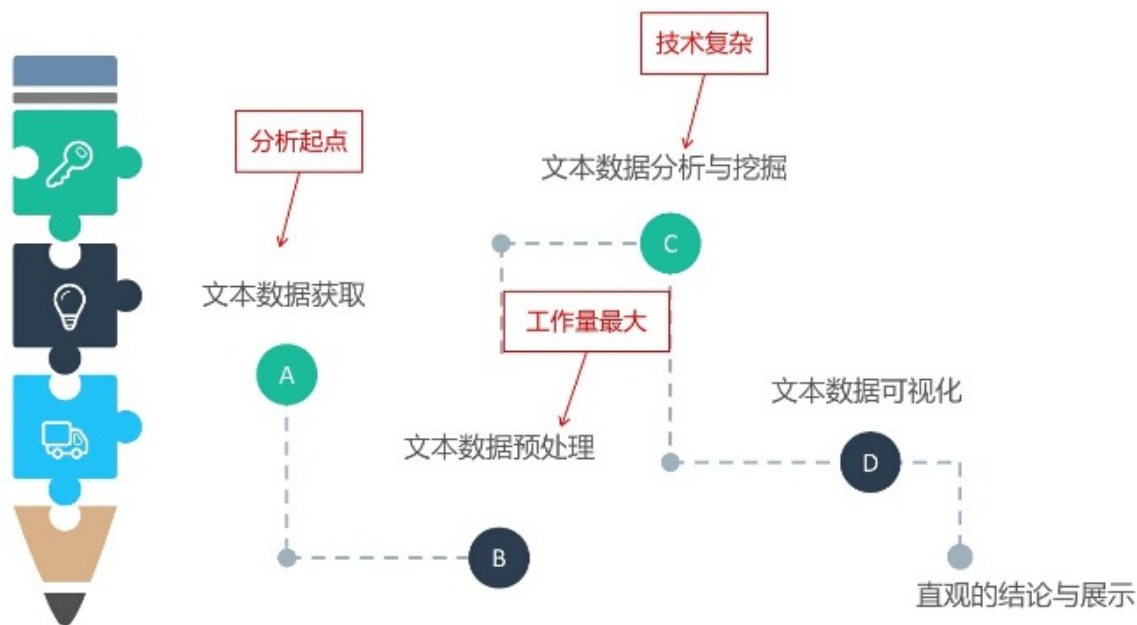 技术复杂
分析起点
文本数据分析与挖掘
C
文本数据获取
工作量最大
A
文本数据可视化
文本数据预处理
D
B
直观的结论与展示